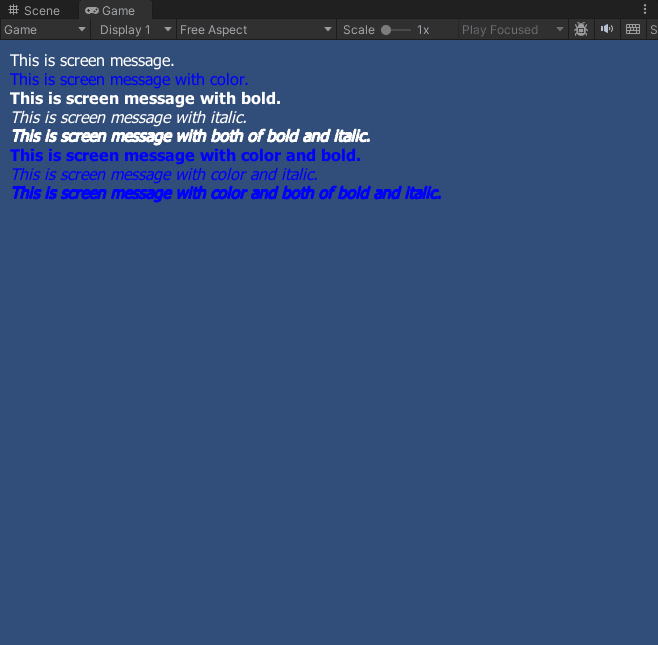 Scene Game
Game Display 1 Free Aspect Scale 1x Play Focused S
This is screen message.
This is screen message with color.
This is screen message with bold.
This is screen message with italic.
This is screen message with both of bold and italic.
This is screen message with color and bold.
This is screen message with color and italic.
This is screen message with color and both of bold and italic.